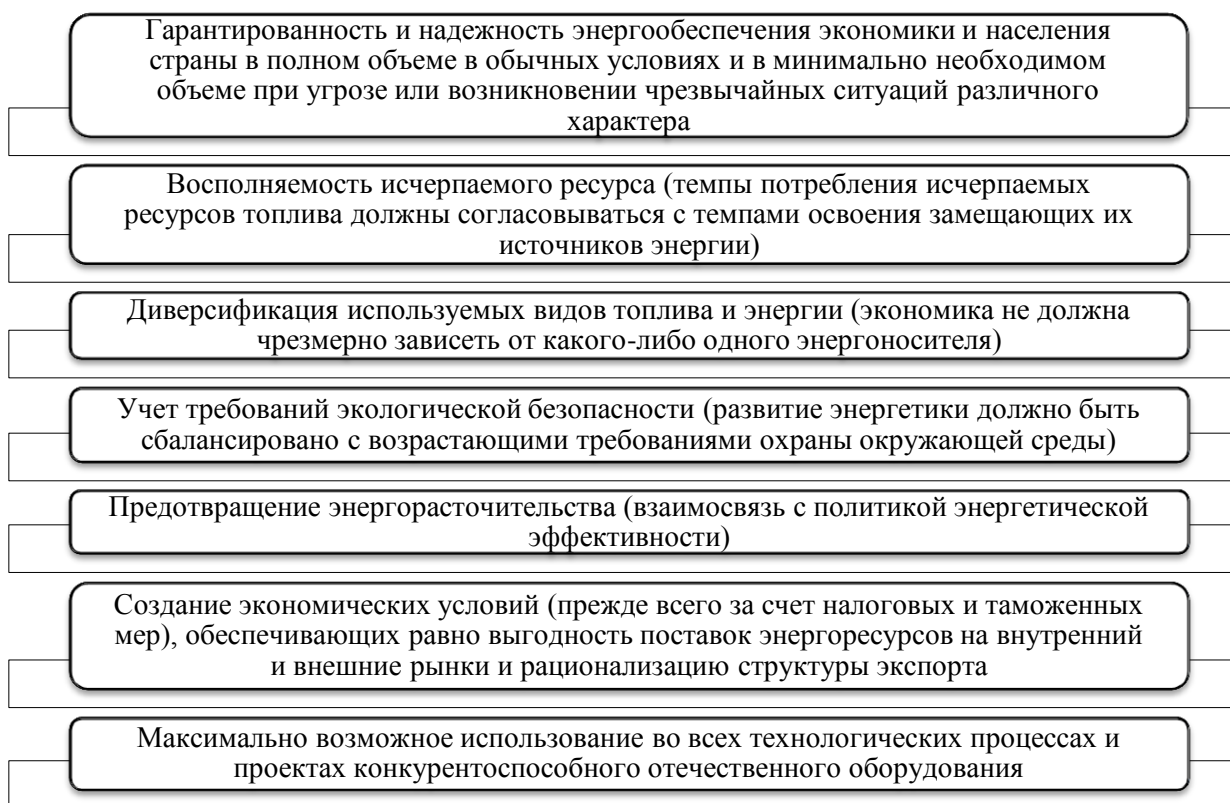 Гарантированность и надежность энергообеспечения экономики и населения
страны в полном объеме в обычных условиях и в минимально необходимом
объеме при угрозе или возникновении чрезвычайных ситуаций различного
характера
Восполняемость исчерпаемого ресурса (темпы потребления исчерпаемых
ресурсов топлива должны согласовываться с темпами освоения замещающих их
источников энергии)
Диверсификация используемых видов топлива и энергии (экономика не должна
чрезмерно зависеть от какого-либо одного энергоносителя)
Учет требований экологической безопасности (развитие энергетики должно быть
сбалансировано с возрастающими требованиями охраны окружающей среды)
Предотвращение энергорасточительства (взаимосвязь с политикой энергетической
эффективности)
Создание экономических условий (прежде всего за счет налоговых и таможенных
мер), обеспечивающих равно выгодность поставок энергоресурсов на внутренний
и внешние рынки и рационализацию структуры экспорта
Максимально возможное использование во всех технологических процессах и
проектах конкурентоспособного отечественного оборудования